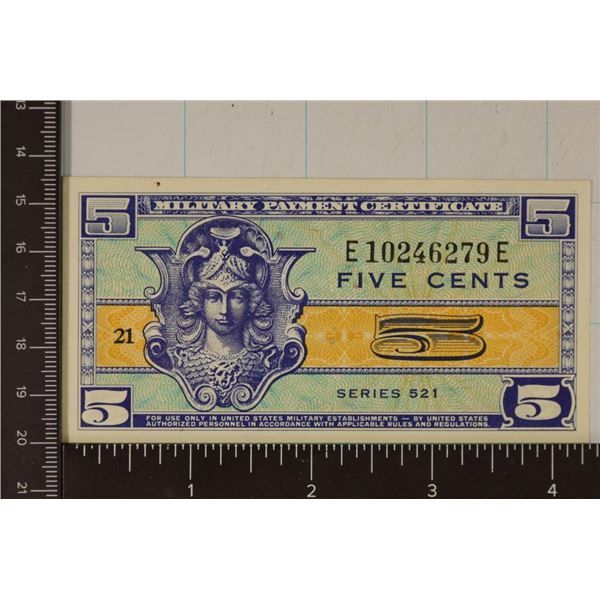 13
14
15
16
17
18
19
20
21
5 MILITARY PAYMENT CERTIFICATE 5
E10246279E
FIVE CENTS
21 5
SERIES 521
5 5
FOR USE ONLY IN UNITED STATES MILITARY ESTABLISHMENTS — BY UNITED STATES
AUTHORIZED PERSONNEL IN ACCORDANCE WITH APPLICABLE RULES AND REGULATIONS.
1 2 3 4